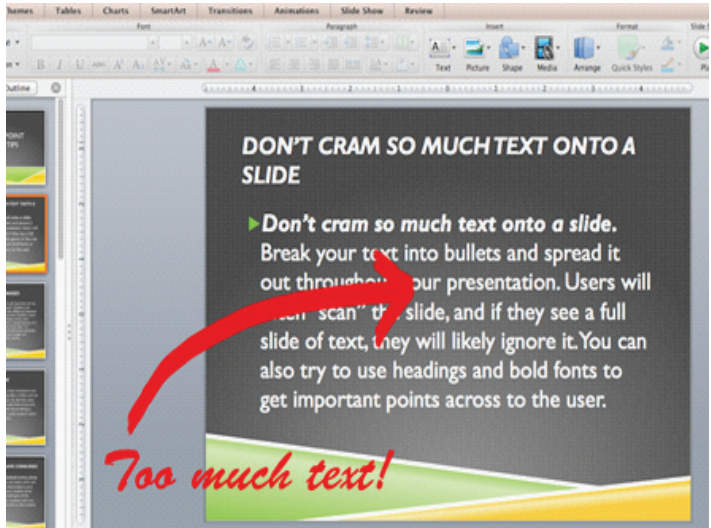 Themes Tables Charts SmartArt Transitions Animations Slide Show Review
Font Paragraph Insert Format Slide S
B I U ABC
Text Picture Shape Media Arrange Quick Styles Pla
Outline
DON'T CRAM SO MUCH TEXT ONTO A
SLIDE
Don't cram so much text onto a slide.
Break your text into bullets and spread it
out throughout your presentation. Users will
"scan" the slide, and if they see a full
slide of text, they will likely ignore it. You can
also try to use headings and bold fonts to
get important points across to the user.
Too much text!